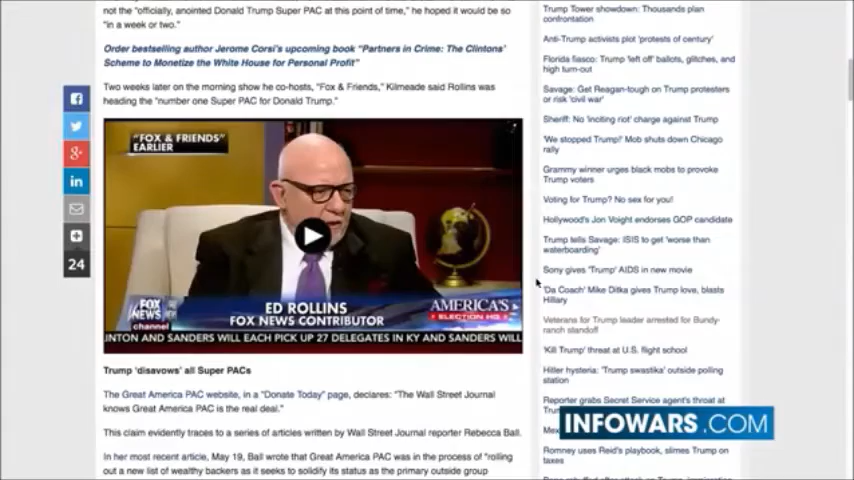 not the "officially, anointed Donald Trump Super PAC at this point of time," he hoped it would be so
"in a week or two."
Order bestselling author Jerome Corsi's upcoming book "Partners in Crime: The Clintons'
Scheme to Monetize the White House for Personal Profit"
Two weeks later on the morning show he co-hosts, "Fox & Friends," Kilmeade said Rollins was
heading the "number one Super PAC for Donald Trump."
24
"FOX & FRIENDS"
EARLIER
FOX
NEWS
channel
ED ROLLINS
FOX NEWS CONTRIBUTOR
AMERICA'S
ELECTION HQ
INTON AND SANDERS WILL EACH PICK UP 27 DELEGATES IN KY AND SANDERS WILL
Trump 'disavows' all Super PACs
The Great America PAC website, in a "Donate Today" page, declares: "The Wall Street Journal
knows Great America PAC is the real deal."
This claim evidently traces to a series of articles written by Wall Street Journal reporter Rebecca Ball.
In her most recent article, May 19, Ball wrote that Great America PAC was in the process of "rolling
out a new list of wealthy backers as it seeks to solidify its status as the primary outside group
Trump Tower showdown: Thousands plan
confrontation
Anti-Trump activists plot 'protests of century'
Florida fiasco: Trump 'left off' ballots, glitches, and
high turn-out
Savage: Get Reagan-tough on Trump protesters
or risk 'civil war'
Sheriff: No 'inciting riot' charge against Trump
'We stopped Trump!' Mob shuts down Chicago
rally
Grammy winner urges black mobs to provoke
Trump voters
Voting for Trump? No sex for you!
Hollywood's Jon Voight endorses GOP candidate
Trump tells Savage: ISIS to get 'worse than
waterboarding'
Sony gives 'Trump' AIDS in new movie
'Da Coach' Mike Ditka gives Trump love, blasts
Hillary
Veterans for Trump leader arrested for Bundy-
ranch standoff
'Kill Trump' threat at U.S. flight school
Hitler hysteria: 'Trump swastika' outside polling
station
Reporter grabs Secret Service agent's throat at
INFOWARS.COM
Romney uses Reid's playbook, slimes Trump on
taxes